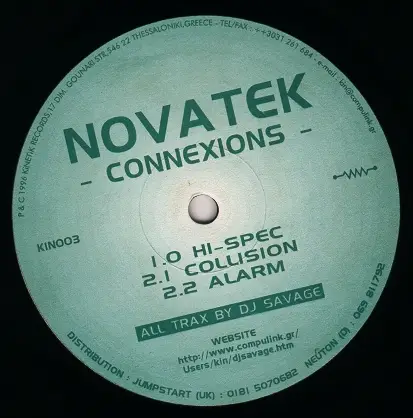 P & C 1996 KINETIK RECORDS, 17 DIM. GOUNARI STR, 546 22 THESSALONIKI, GREECE - TEL/FAX - ++3031 261 684 - e-mail: kin@compulink.gr
NOVATEK
- CONNEXIONS -
KIN003
1.0 HI-SPEC
2.1 COLLISION
2.2 ALARM
ALL TRAX BY DJ SAVAGE
WEBSITE
http://www.compulink.gr/
Users/kin/djsavage.htm
DISTRIBUTION: JUMPSTART (UK) : 0181 5070682 NEUTON (D) : 069 811792